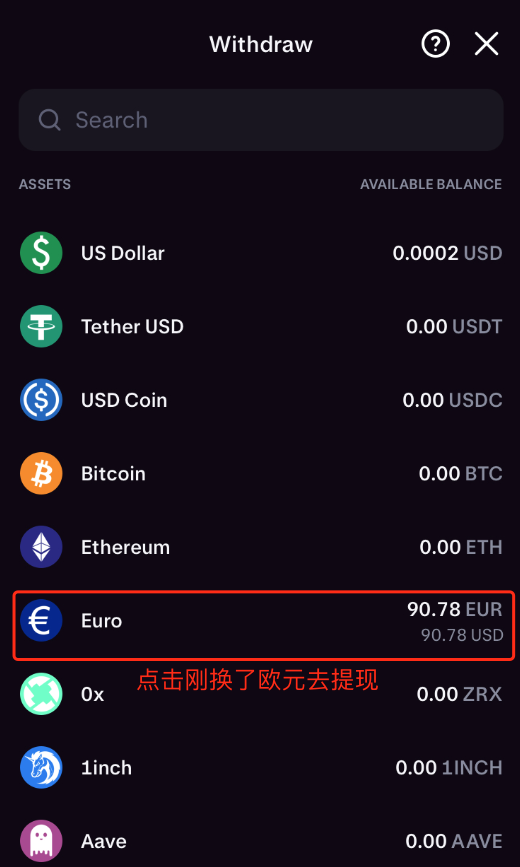 Withdraw
Search
ASSETS AVAILABLE BALANCE
US Dollar 0.0002 USD
Tether USD 0.00 USDT
USD Coin 0.00 USDC
Bitcoin 0.00 BTC
Ethereum 0.00 ETH
Euro 90.78 EUR
90.78 USD
点击刚换了欧元去提现
0x 0.00 ZRX
1inch 0.00 1INCH
Aave 0.00 AAVE